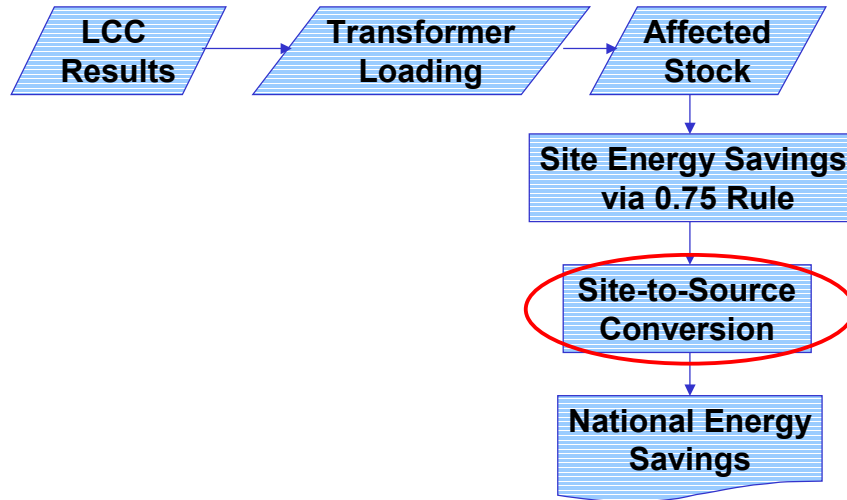 LCC
Results
Transformer
Loading
Affected
Stock
Site Energy Savings
via 0.75 Rule
Site-to-Source
Conversion
National Energy
Savings